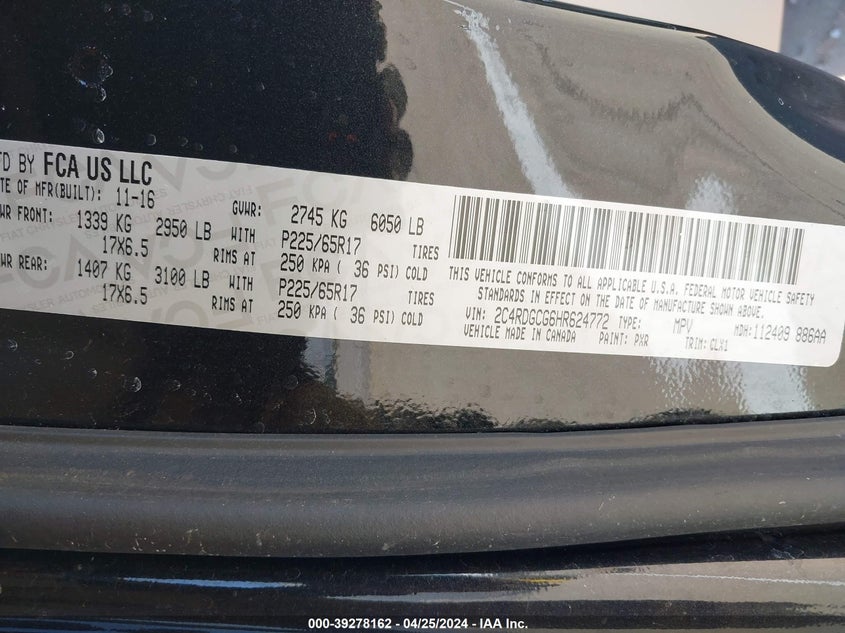 FD BY FCA US LLC
TE OF MFR(BUILT): 11-16
GVWR: 2745 KG 6050 LB
WR FRONT: 1339 KG 2950 LB WITH P225/65R17 TIRES
17X6.5 RIMS AT 250 KPA ( 36 PSI) COLD
WR REAR: 1407 KG 3100 LB WITH P225/65R17 TIRES
17X6.5 RIMS AT 250 KPA ( 36 PSI) COLD
THIS VEHICLE CONFORMS TO ALL APPLICABLE U.S.A. FEDERAL MOTOR VEHICLE SAFETY
STANDARDS IN EFFECT ON THE DATE OF MANUFACTURE SHOWN ABOVE.
VIN: 2C4RDGCG6HR624772 TYPE: MPV MDH:112409 886AA
VEHICLE MADE IN CANADA PAINT: PXR TRIM: CLX1
000-39278162 - 04/25/2024 - IAA Inc.